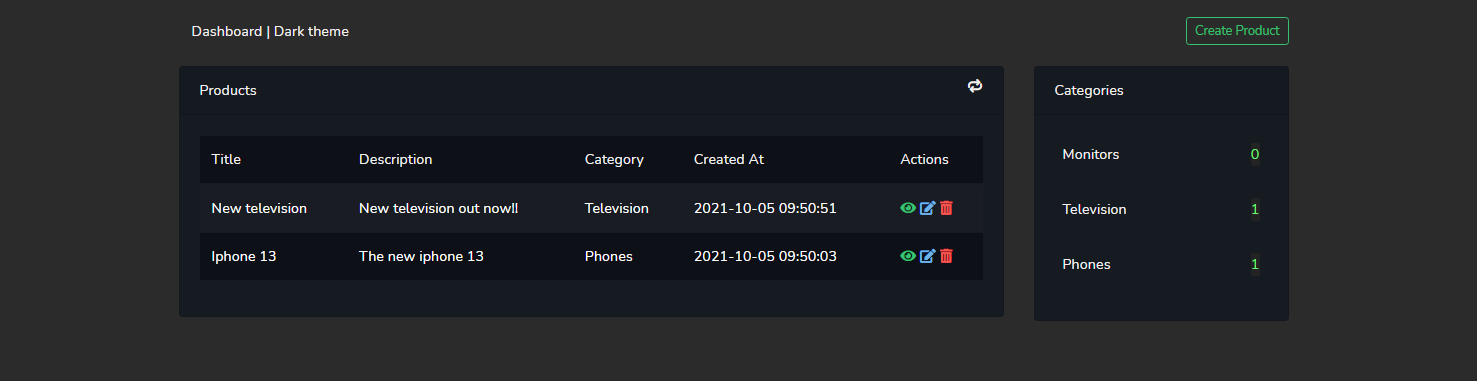 Dashboard | Dark theme
Create Product
Products
Title Description Category Created At Actions
New television New television out now!! Television 2021-10-05 09:50:51
Iphone 13 The new iphone 13 Phones 2021-10-05 09:50:03
Categories
Monitors 0
Television 1
Phones 1